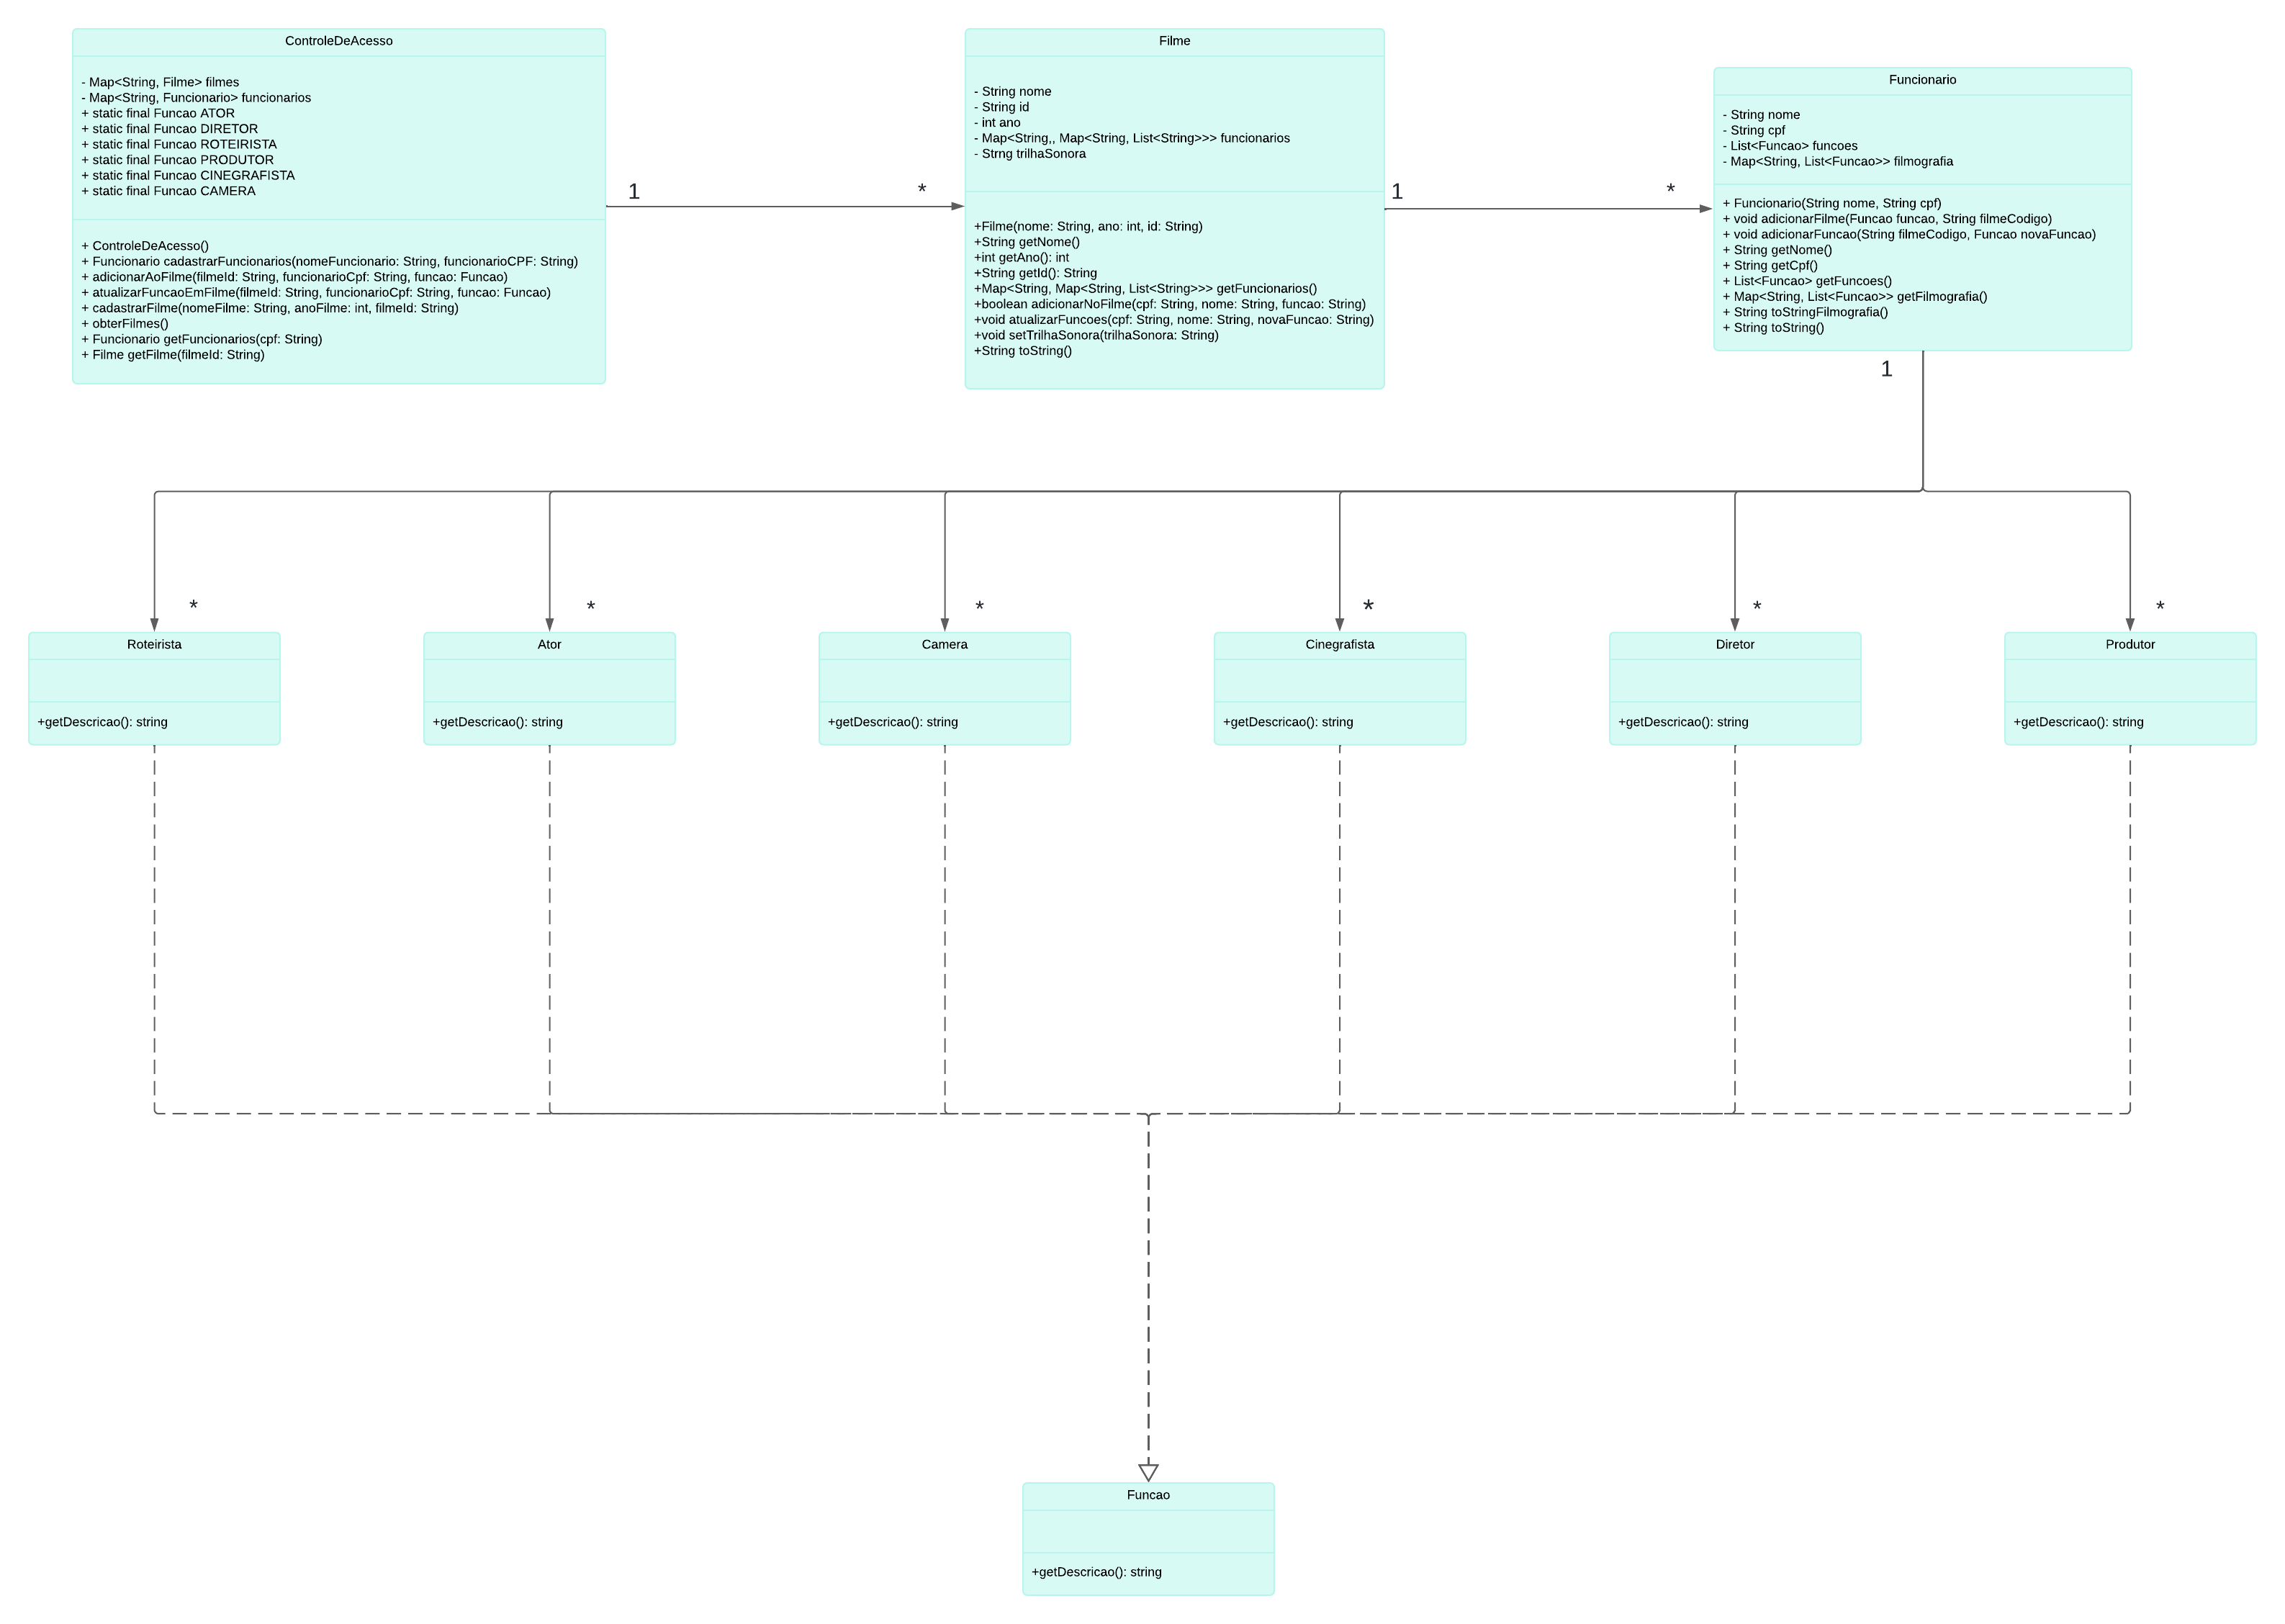 ControleDeAcesso
- Map<String, Filme> filmes
- Map<String, Funcionario> funcionarios
+ static final Funcao ATOR
+ static final Funcao DIRETOR
+ static final Funcao ROTEIRISTA
+ static final Funcao PRODUTOR
+ static final Funcao CINEGRAFISTA
+ static final Funcao CAMERA
+ ControleDeAcesso()
+ Funcionario cadastrarFuncionarios(nomeFuncionario: String, funcionarioCPF: String)
+ adicionarAoFilme(filmeId: String, funcionarioCpf: String, funcao: Funcao)
+ atualizarFuncaoEmFilme(filmeId: String, funcionarioCpf: String, funcao: Funcao)
+ cadastrarFilme(nomeFilme: String, anoFilme: int, filmeId: String)
+ obterFilmes()
+ Funcionario getFuncionarios(cpf: String)
+ Filme getFilme(filmeId: String)
1
*
Filme
- String nome
- String id
- int ano
- Map<String,, Map<String, List<String>>> funcionarios
- Strng trilhaSonora
+Filme(nome: String, ano: int, id: String)
+String getNome()
+int getAno(): int
+String getId(): String
+Map<String, Map<String, List<String>>> getFuncionarios()
+boolean adicionarNoFilme(cpf: String, nome: String, funcao: String)
+void atualizarFuncoes(cpf: String, nome: String, novaFuncao: String)
+void setTrilhaSonora(trilhaSonora: String)
+String toString()
1
*
Funcionario
- String nome
- String cpf
- List<Funcao> funcoes
- Map<String, List<Funcao>> filmografia
+ Funcionario(String nome, String cpf)
+ void adicionarFilme(Funcao funcao, String filmeCodigo)
+ void adicionarFuncao(String filmeCodigo, Funcao novaFuncao)
+ String getNome()
+ String getCpf()
+ List<Funcao> getFuncoes()
+ Map<String, List<Funcao>> getFilmografia()
+ String toStringFilmografia()
+ String toString()
1
*
*
*
*
*
*
Roteirista
+getDescricao(): string
Ator
+getDescricao(): string
Camera
+getDescricao(): string
Cinegrafista
+getDescricao(): string
Diretor
+getDescricao(): string
Produtor
+getDescricao(): string
Funcao
+getDescricao(): string